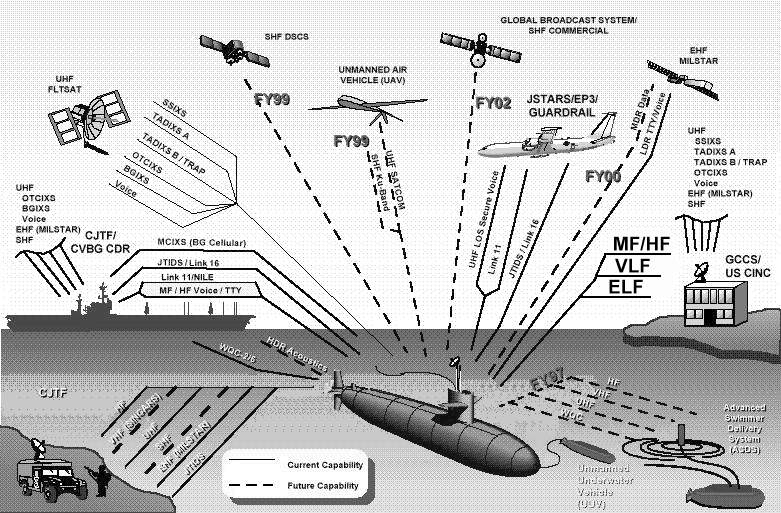 GLOBAL BROADCAST SYSTEM/
SHF COMMERCIAL
SHF DSCS
EHF
MILSTAR
UNMANNED AIR
VEHICLE (UAV)
UHF
FLTSAT
FY99
FY02
JSTARS/EP3/
GUARDRAIL
FY99
FY00
MDR Data
LDR TTY/Voice
SSIXS
TADIXS A
TADIXS B / TRAP
OTCIXS
BGIXS
Voice
UHF SATCOM
SHF Ku-Band
UHF LOS Secure Voice
Link 11
JTIDS / Link 16
UHF
SSIXS
TADIXS A
TADIXS B / TRAP
OTCIXS
Voice
EHF (MILSTAR)
SHF
UHF
OTCIXS
BGIXS
Voice
EHF (MILSTAR)
SHF
CJTF/
CVBG CDR
MCIXS (BG Cellular)
JTIDS / Link 16
Link 11/NILE
MF / HF Voice / TTY
MF/HF
VLF
ELF
GCCS/
US CINC
WQC-2/6
HDR Acoustics
CJTF
HF
VHF (SINCGARS)
UHF
SHF
EHF (MILSTAR)
JTIDS
FY97
HF
VHF
UHF
WQC
Advanced
Swimmer
Delivery
System
(ASDS)
Current Capability
Future Capability
Unmanned
Underwater
Vehicle
(UUV)